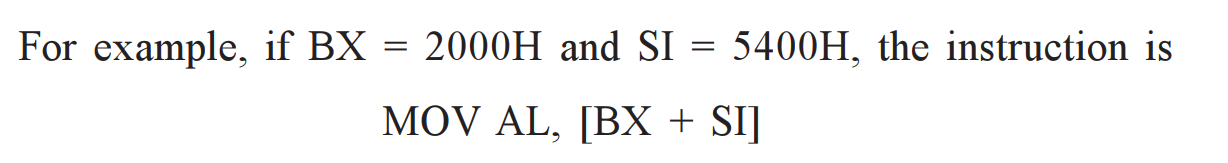 For example, if BX = 2000H and SI = 5400H, the instruction is
MOV AL, [BX + SI]